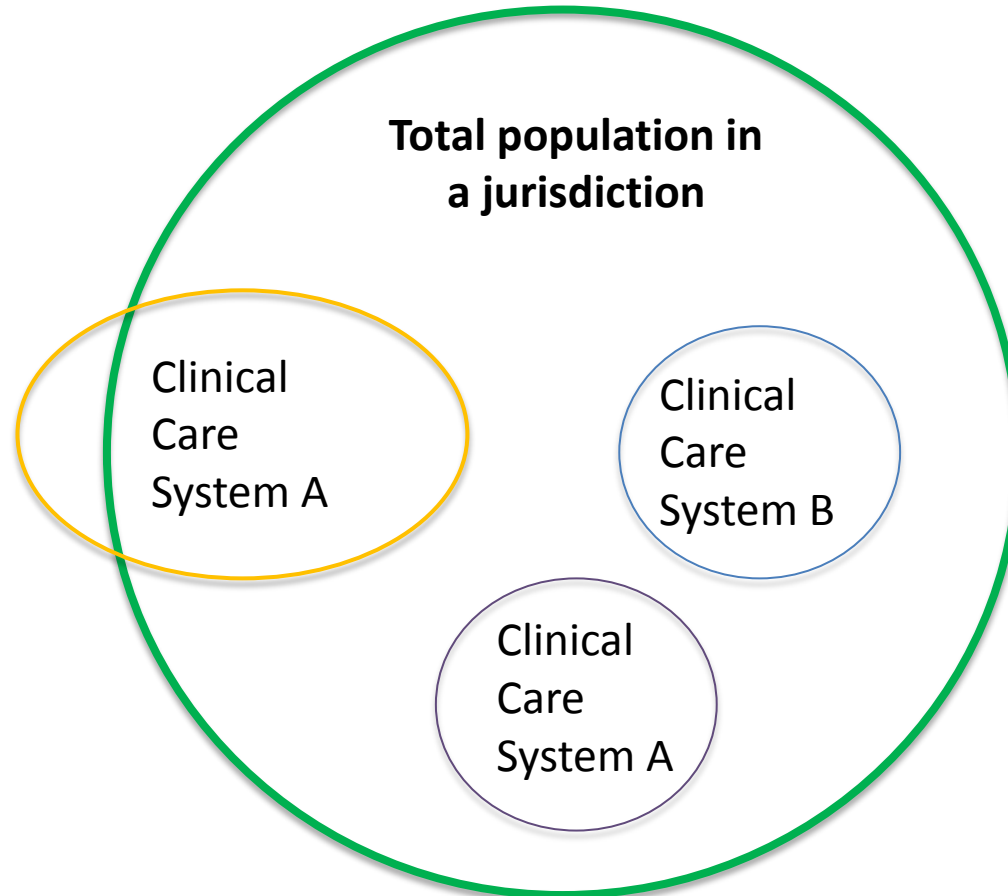 Total population in
a jurisdiction
Clinical
Care
System A
Clinical
Care
System B
Clinical
Care
System A